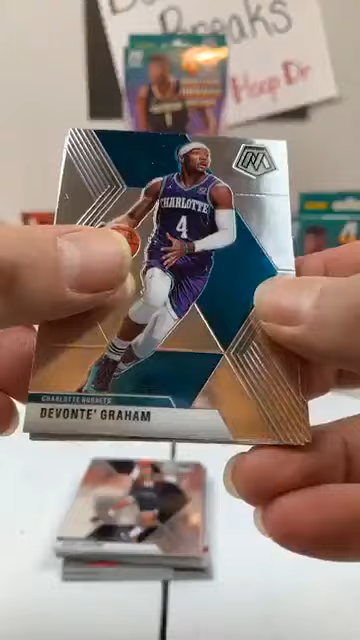 Breaks
Hoop Dr
CHARLOTTE
4
CHARLOTTE HORNETS
DEVONTE' GRAHAM